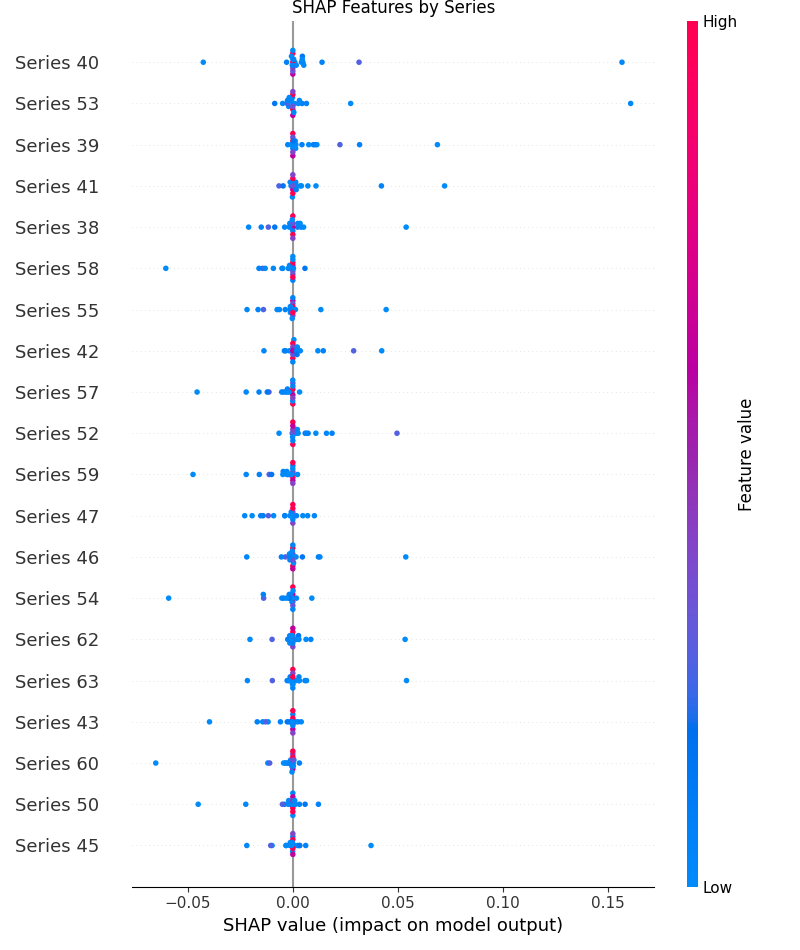 SHAP Features by Series
High
Series 40
Series 53
Series 39
Series 41
Series 38
Series 58
Series 55
Series 42
Series 57
Series 52
Series 59
Series 47
Series 46
Series 54
Series 62
Series 63
Series 43
Series 60
Series 50
Series 45
Feature value
Low
−0.05 0.00 0.05 0.10 0.15
SHAP value (impact on model output)